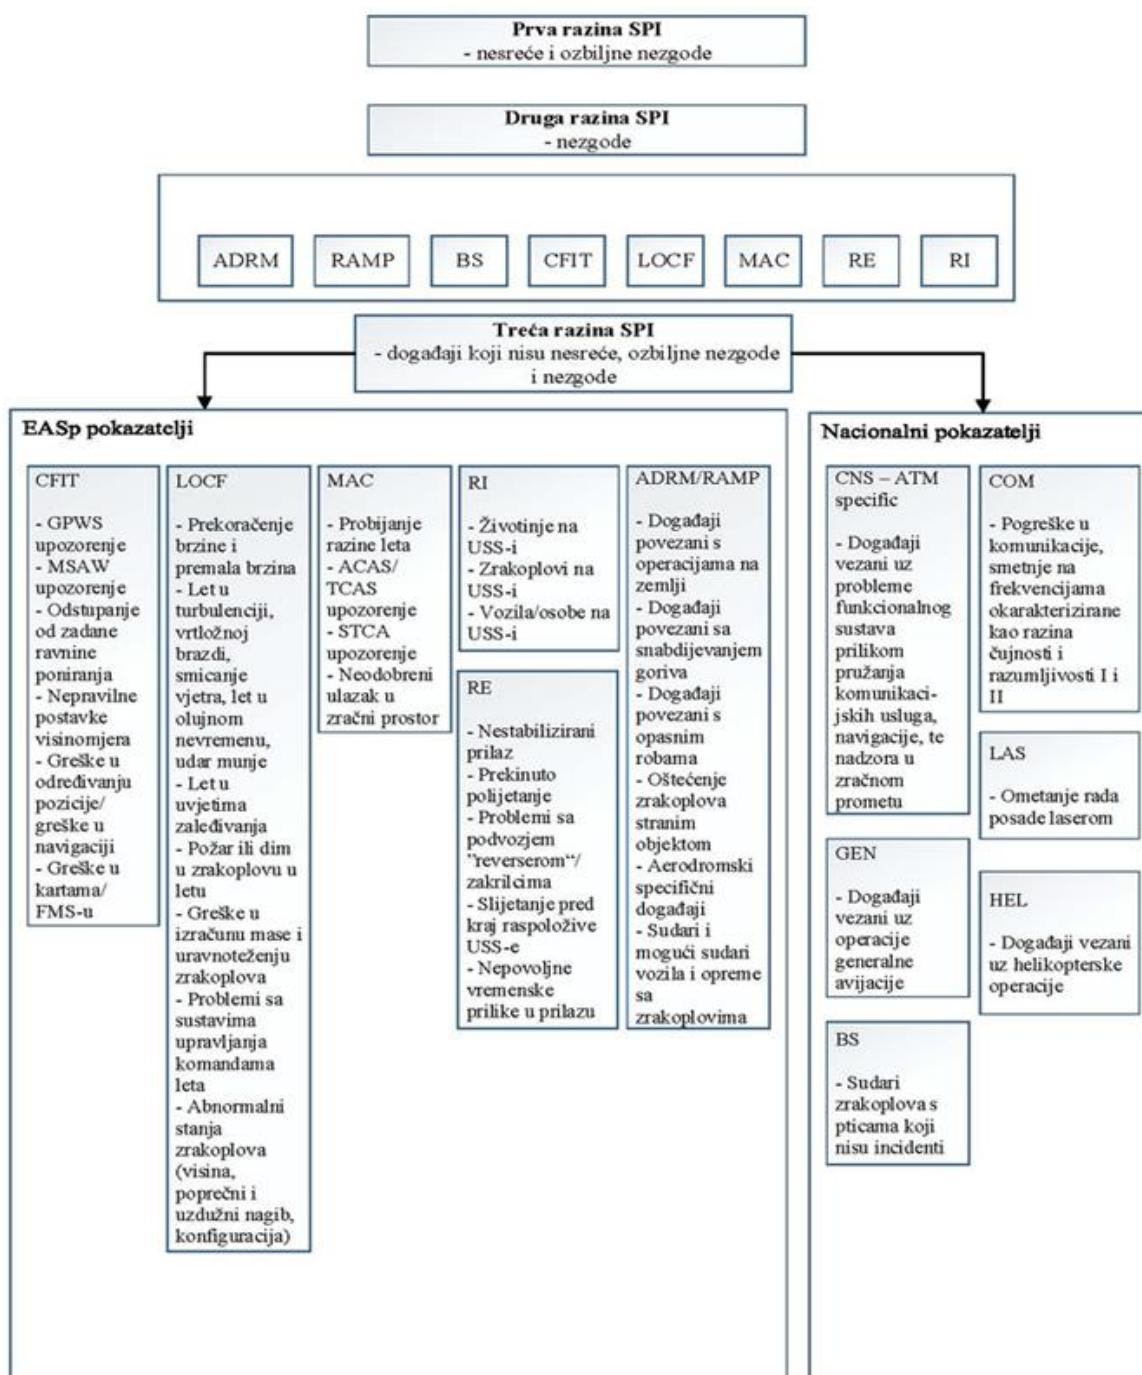 Prva razina SPI
- nesreće i ozbiljne nezgode
Druga razina SPI
- nezgode
ADRM
RAMP
BS
CFIT
LOCF
MAC
RE
RI
Treća razina SPI
- događaji koji nisu nesreće, ozbiljne nezgode
i nezgode
EASp pokazatelji
CFIT
- GPWS
upozorenje
- MSAW
upozorenje
- Odstupanje
od zadane
ravnine
poniranja
- Nepravilne
postavke
visinomjera
- Greške u
određivanju
pozicije/
greške u
navigaciji
- Greške u
kartama/
FMS-u
LOCF
- Prekoračenje
brzine i
premala brzina
- Let u
turbulenciji,
vrtložnoj
brazdi,
smicanje
vjetra, let u
olujnom
nevremenu,
udar munje
- Let u
uvjetima
zaleđivanja
- Požar ili dim
u zrakoplovu u
letu
- Greške u
izračunu mase i
uravnoteženju
zrakoplova
- Problemi sa
sustavima
upravljanja
komandama
leta
- Abnormalni
stanja
zrakoplova
(visina,
poprečni i
uzdužni nagib,
konfiguracija)
MAC
- Probijanje
razine leta
- ACAS/
TCAS
upozorenje
- STCA
upozorenje
- Neodobreni
ulazak u
zračni prostor
RI
- Životinje na
USS-i
- Zrakoplovi na
USS-i
- Vozila/osobe na
USS-i
RE
- Nestabilizirani
prilaz
- Prekinuto
polijetanje
- Problemi sa
podvozjem
”reverserom“/
zakrilcima
- Slijetanje pred
kraj raspoložive
USS-e
- Nepovoljne
vremenske
prilike u prilazu
ADRM/RAMP
- Događaji
povezani s
operacijama na
zemlji
- Događaji
povezani sa
snabdijevanjem
goriva
- Događaji
povezani s
opasnim
robama
- Oštećenje
zrakoplova
stranim
objektom
- Aerodromski
specifični
događaji
- Sudari i
mogući sudari
vozila i opreme
sa
zrakoplovima
Nacionalni pokazatelji
CNS – ATM
specific
- Događaji
vezani uz
probleme
funkcionalnog
sustava
prilikom
pružanja
komunikaci-
jskih usluga,
navigacije, te
nadzora u
zračnom
prometu
GEN
- Događaji
vezani uz
operacije
generalne
avijacije
BS
- Sudari
zrakoplova s
pticama koji
nisu incidenti
COM
- Pogreške u
komunikacije,
smetnje na
frekvencijama
okarakterizirane
kao razina
čujnosti i
razumljivosti I i
II
LAS
- Ometanje rada
posade laserom
HEL
- Događaji vezani
uz helikopterske
operacije